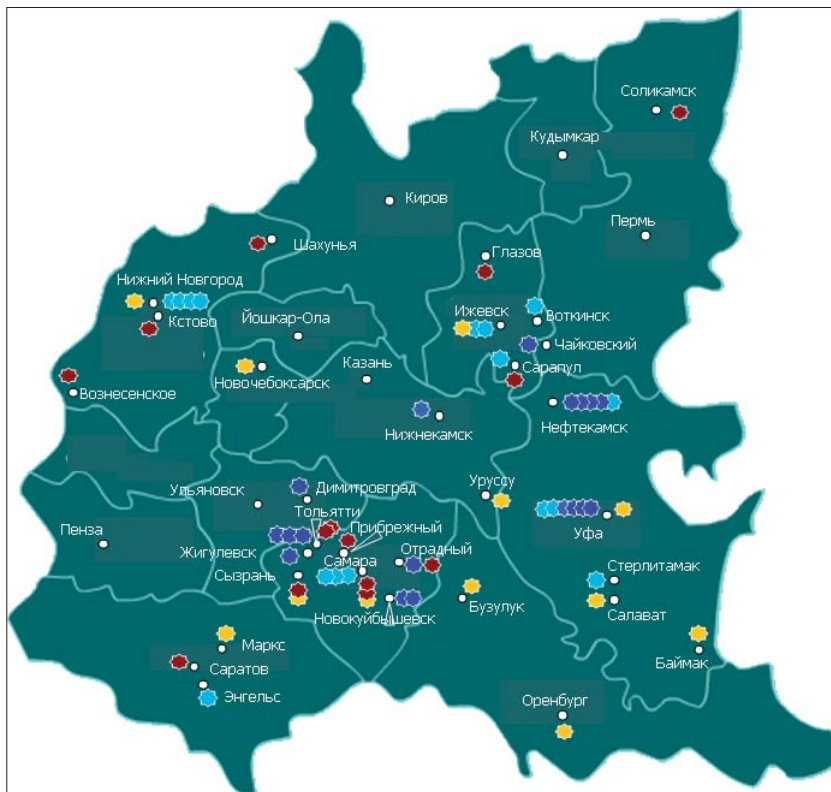 Соликамск
Кудымкар
Киров
Пермь
Шахунья
Глазов
Нижний Новгород
Кстово
Ижевск
Воткинск
Йошкар-Ола
Чайковский
Казань
Сарапул
Новочебоксарск
Вознесенское
Нефтекамск
Нижнекамск
Уруссу
Ульяновск
Димитровград
Тольятти
Прибрежный
Уфа
Пенза
Жигулевск
Отрадный
Самара
Сызрань
Стерлитамак
Новокуйбышевск
Бузулук
Салават
Маркс
Баймак
Саратов
Энгельс
Оренбург